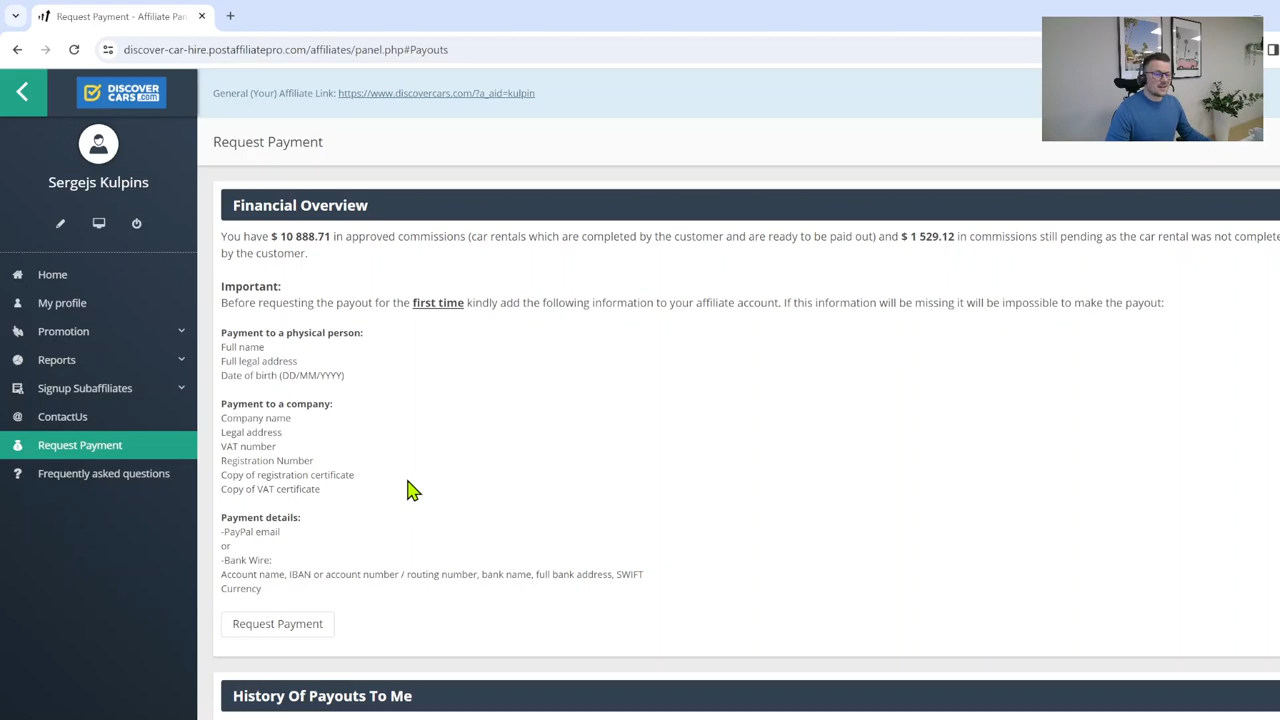 Request Payment - Affiliate Pan
discover-car-hire.postaffiliatepro.com/affiliates/panel.php#Payouts
DISCOVER
CARS.com
General (Your) Affiliate Link: https://www.discovercars.com/?a_aid=kulpin
Request Payment
Sergejs Kulpins
Home
My profile
Promotion
Reports
Signup Subaffiliates
ContactUs
Request Payment
Frequently asked questions
Financial Overview
You have $ 10 888.71 in approved commissions (car rentals which are completed by the customer and are ready to be paid out) and $ 1 529.12 in commissions still pending as the car rental was not complete
by the customer.
Important:
Before requesting the payout for the first time kindly add the following information to your affiliate account. If this information will be missing it will be impossible to make the payout:
Payment to a physical person:
Full name
Full legal address
Date of birth (DD/MM/YYYY)
Payment to a company:
Company name
Legal address
VAT number
Registration Number
Copy of registration certificate
Copy of VAT certificate
Payment details:
-PayPal email
or
-Bank Wire:
Account name, IBAN or account number / routing number, bank name, full bank address, SWIFT
Currency
Request Payment
History Of Payouts To Me